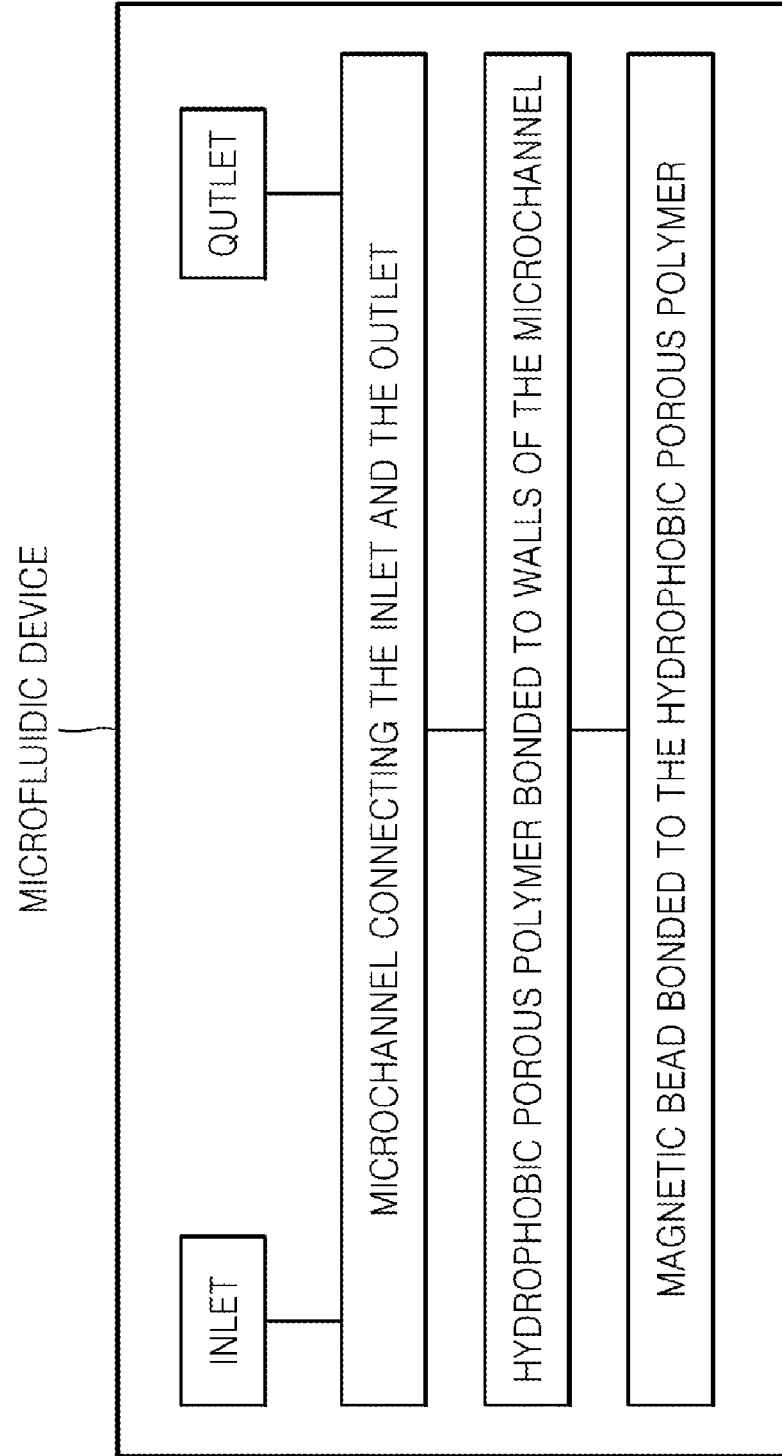 MICROFLUIDIC DEVICE
INLET
QUTLET
MICROCHANNEL CONNECTING THE INLET AND THE OUTLET
HYDROPHOBIC POROUS POLYMER BONDED TO WALLS OF THE MICROCHANNEL
MAGNETIC BEAD BONDED TO THE HYDROPHOBIC POROUS POLYMER